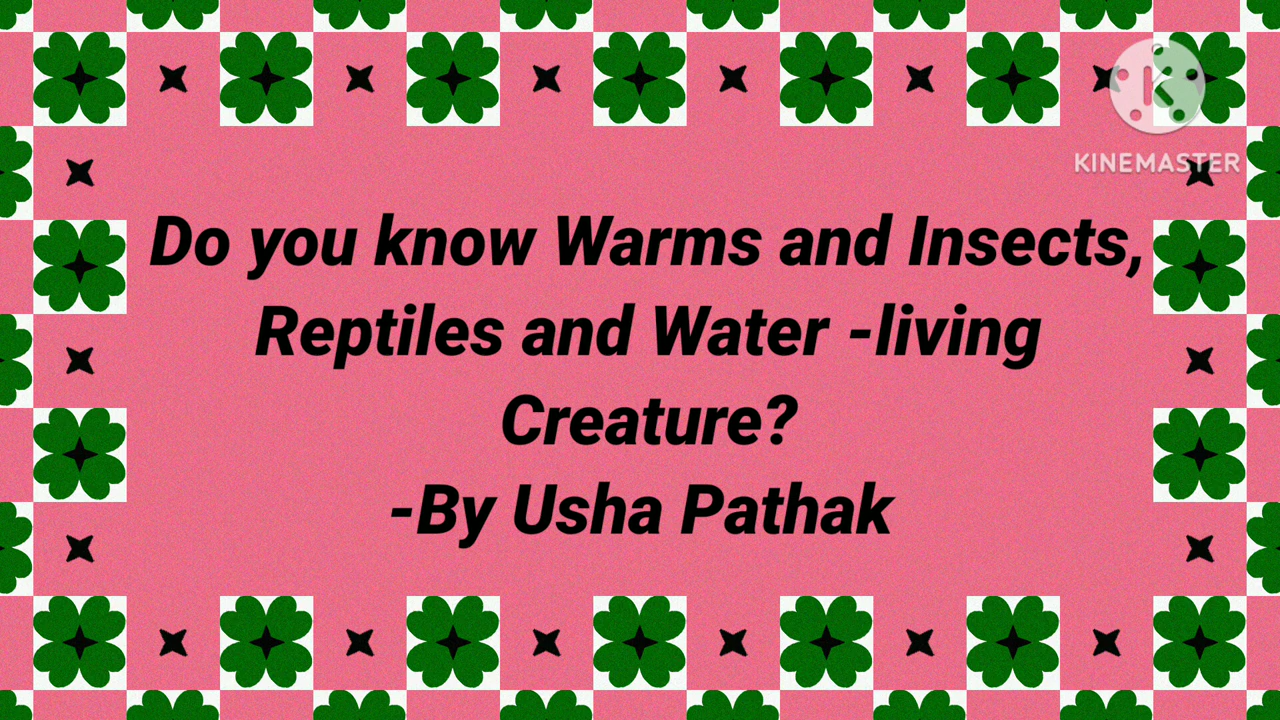 KINEMASTER
Do you know Warms and Insects,
Reptiles and Water -living
Creature?
-By Usha Pathak